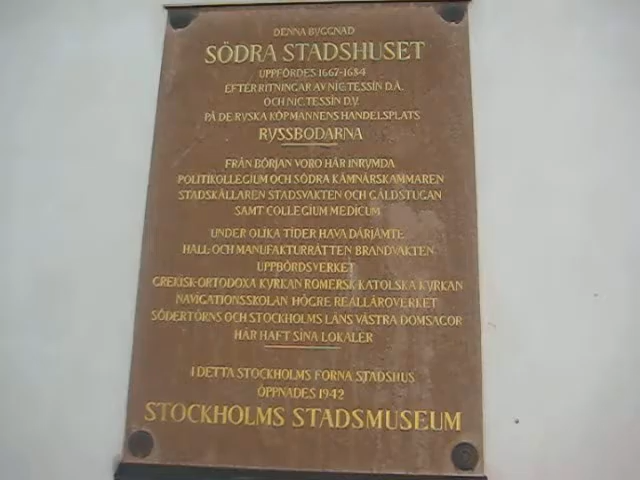 DENNA BYGGNAD
SÖDRA STADSHUSET
UPPFÖRDES 1667-1684
EFTER RITNINGAR AV NIC. TESSIN D.Ä.
OCH NIC. TESSIN D.Y.
PÅ DE RYSKA KÖPMÄNNENS HANDELSPLATS
RYSSBODARNA
FRÅN BÖRJAN VORO HÄR INRYMDA
POLITIKOLLEGIUM OCH SÖDRA KÄMNÄRSKAMMAREN
STADSKÄLLAREN STADSVAKTEN OCH GÄLDSTUGAN
SAMT COLLEGIUM MEDICUM
UNDER OLIKA TIDER HAVA DÄRJÄMTE
HALL- OCH MANUFAKTURRÄTTEN BRANDVAKTEN
UPPBÖRDSVERKET
GREKISK-ORTODOXA KYRKAN ROMERSK KATOLSKA KYRKAN
NAVIGATIONSSKOLAN HÖGRE REALLÄROVERKET
SÖDERTÖRNS OCH STOCKHOLMS LÄNS VÄSTRA DOMSAGOR
HÄR HAFT SINA LOKALER
I DETTA STOCKHOLMS FORNA STADSHUS
ÖPPNADES 1942
STOCKHOLMS STADSMUSEUM